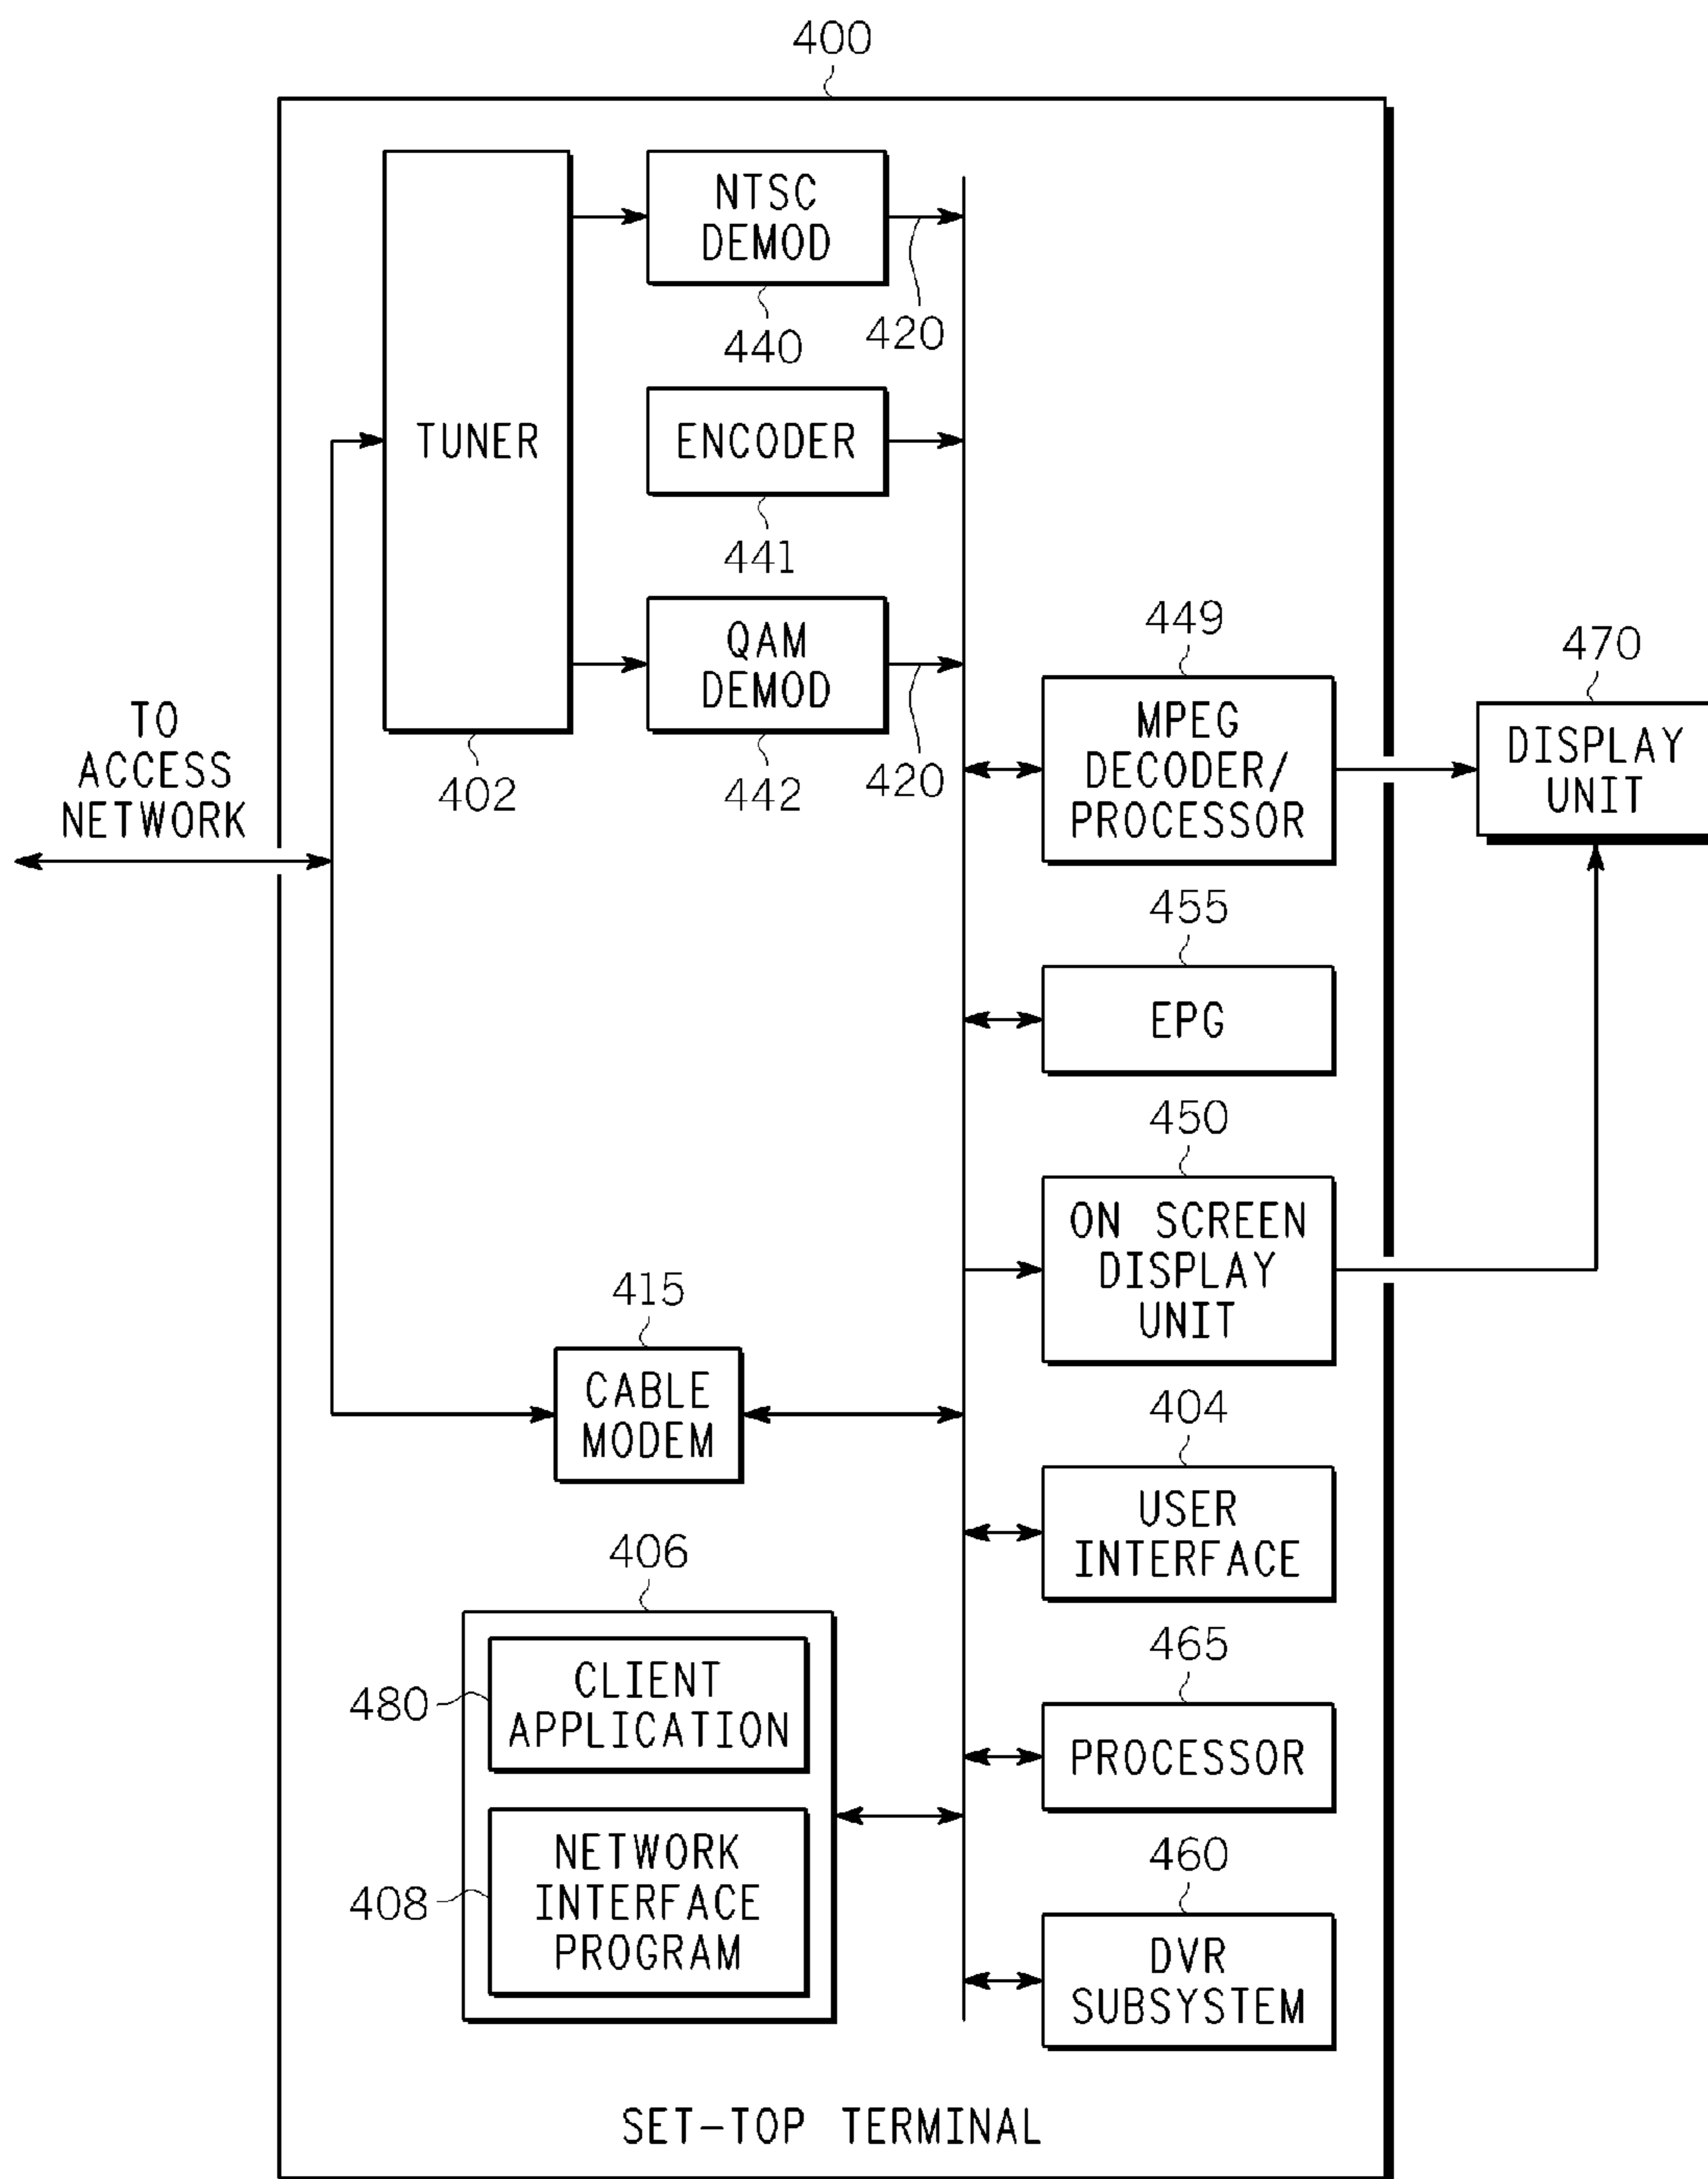 400
NTSC
DEMOD
440
420
TUNER
402
ENCODER
441
QAM
DEMOD
442
420
TO
ACCESS
NETWORK
449
MPEG
DECODER/
PROCESSOR
470
DISPLAY
UNIT
455
EPG
450
ON SCREEN
DISPLAY
UNIT
415
CABLE
MODEM
404
USER
INTERFACE
406
480
CLIENT
APPLICATION
408
NETWORK
INTERFACE
PROGRAM
465
PROCESSOR
460
DVR
SUBSYSTEM
SET-TOP TERMINAL